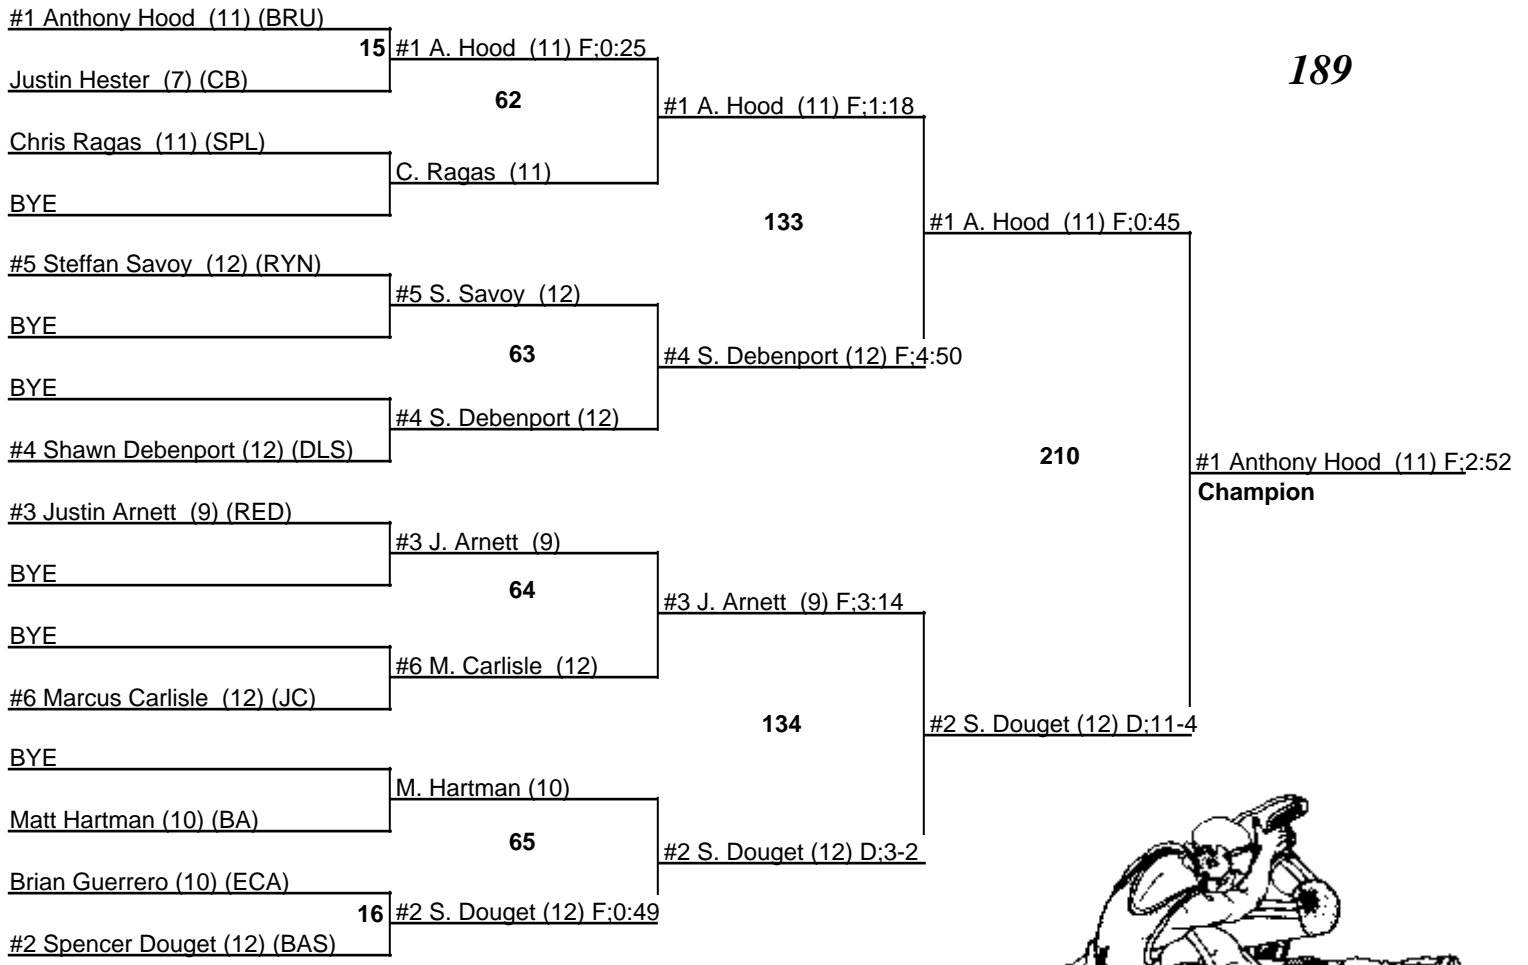 #1 Anthony Hood (11) (BRU)
15 #1 A. Hood (11) F;0:25
189
Justin Hester (7) (CB)
62
#1 A. Hood (11) F;1:18
Chris Ragas (11) (SPL)
C. Ragas (11)
BYE
133
#1 A. Hood (11) F;0:45
#5 Steffan Savoy (12) (RYN)
#5 S. Savoy (12)
BYE
63
#4 S. Debenport (12) F;4:50
BYE
#4 S. Debenport (12)
#4 Shawn Debenport (12) (DLS)
210
#1 Anthony Hood (11) F;2:52
Champion
#3 Justin Arnett (9) (RED)
#3 J. Arnett (9)
BYE
64
#3 J. Arnett (9) F;3:14
BYE
#6 M. Carlisle (12)
#6 Marcus Carlisle (12) (JC)
134
#2 S. Douget (12) D;11-4
BYE
M. Hartman (10)
Matt Hartman (10) (BA)
65
#2 S. Douget (12) D;3-2
Brian Guerrero (10) (ECA)
16 #2 S. Douget (12) F;0:49
#2 Spencer Douget (12) (BAS)